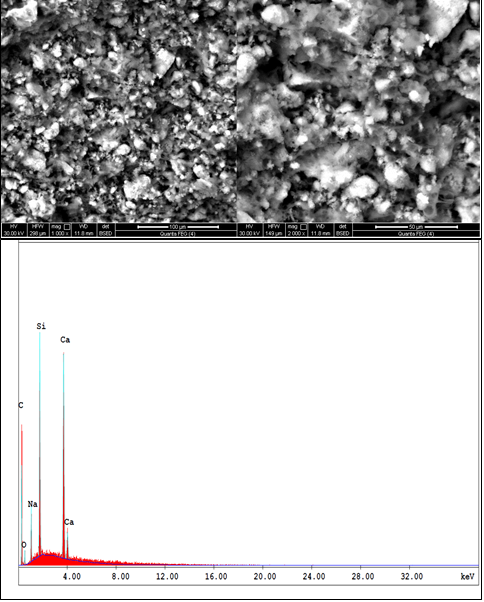 HV HFW mag WD det 100 µm
30.00 kV 298 µm 1 000 x 11.8 mm BSED Quanta FEG (4)
HV HFW mag WD det 50 µm
30.00 kV 149 µm 2 000 x 11.8 mm BSED Quanta FEG (4)
Si
Ca
C
Na
Ca
O
4.00 8.00 12.00 16.00 20.00 24.00 28.00 32.00 keV